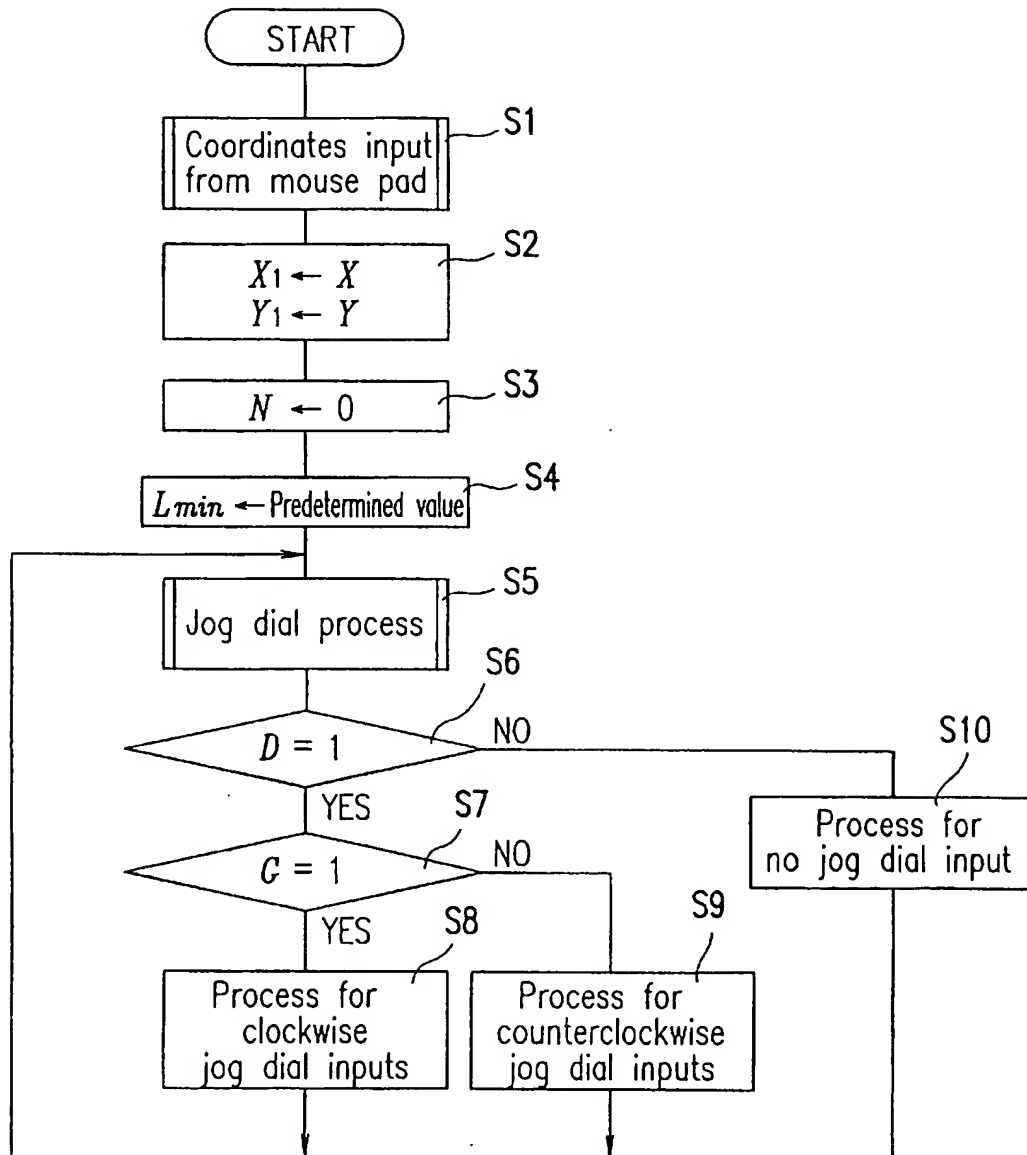 START
S1
Coordinates input
from mouse pad
S2
X1 ← X
Y1 ← Y
S3
N ← 0
S4
Lmin ← Predetermined value
S5
Jog dial process
S6
D = 1
NO
YES
S10
Process for
no jog dial input
S7
G = 1
NO
YES
S8
Process for
clockwise
jog dial inputs
S9
Process for
counterclockwise
jog dial inputs